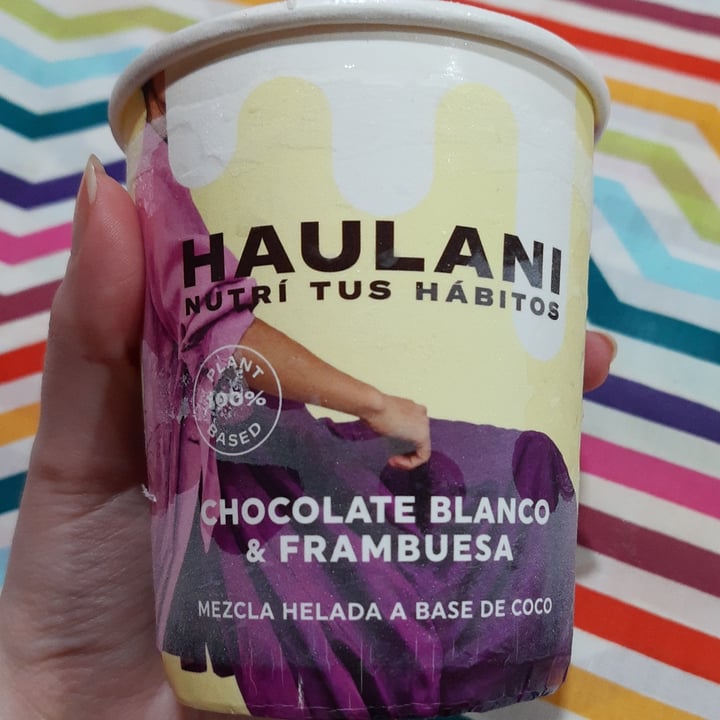 HAULANI
NUTRÍ TUS HÁBITOS
PLANT
100%
BASED
CHOCOLATE BLANCO
& FRAMBUESA
MEZCLA HELADA A BASE DE COCO